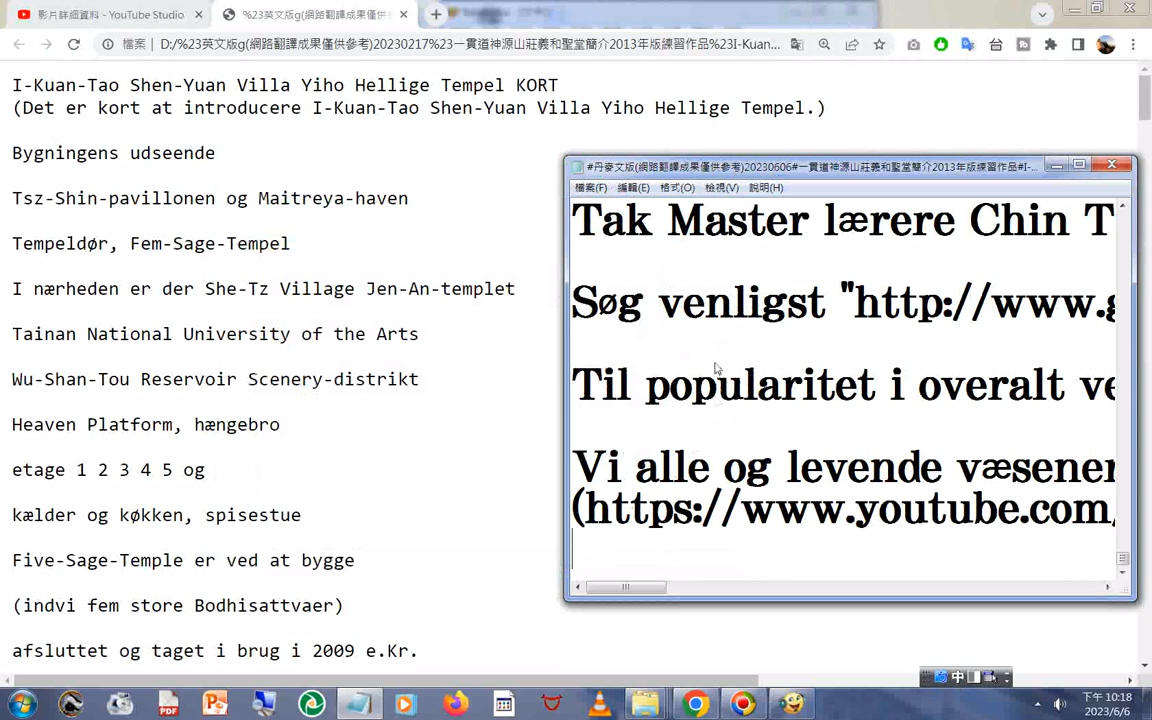 影片詳細資料 - YouTube Studio
%23英文版g(網路翻譯成果僅供
檔案 | D:/%23英文版g(網路翻譯成果僅供參考)20230217%23一貫道神源山莊義和聖堂簡介2013年版練習作品%23I-Kuan...
I-Kuan-Tao Shen-Yuan Villa Yiho Hellige Tempel KORT
(Det er kort at introducere I-Kuan-Tao Shen-Yuan Villa Yiho Hellige Tempel.)
Bygningens udseende
Tsz-Shin-pavillonen og Maitreya-haven
Tempeldør, Fem-Sage-Tempel
I nærheden er der She-Tz Village Jen-An-templet
Tainan National University of the Arts
Wu-Shan-Tou Reservoir Scenery-distrikt
Heaven Platform, hængebro
etage 1 2 3 4 5 og
kælder og køkken, spisestue
Five-Sage-Temple er ved at bygge
(indvi fem store Bodhisattvaer)
afsluttet og taget i brug i 2009 e.Kr.
#丹麥文版(網路翻譯成果僅供參考)20230606#一貫道神源山莊義和聖堂簡介2013年版練習作品#I-...
檔案(F) 編輯(E) 格式(O) 檢視(V) 說明(H)
Tak Master lærere Chin T
Søg venligst "http://www.g
Til popularitet i overalt ve
Vi alle og levende væsener
(https://www.youtube.com/
中
PDF
下午 10:18
2023/6/6